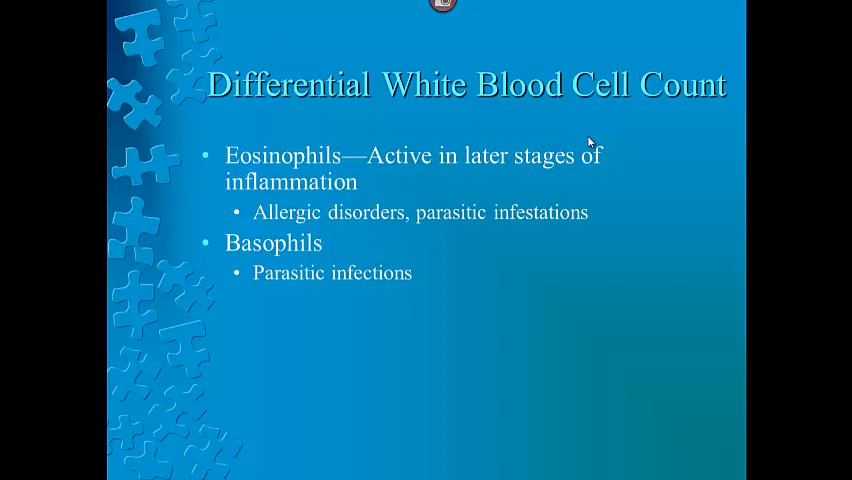 Differential White Blood Cell Count
• Eosinophils—Active in later stages of
inflammation
• Allergic disorders, parasitic infestations
• Basophils
• Parasitic infections